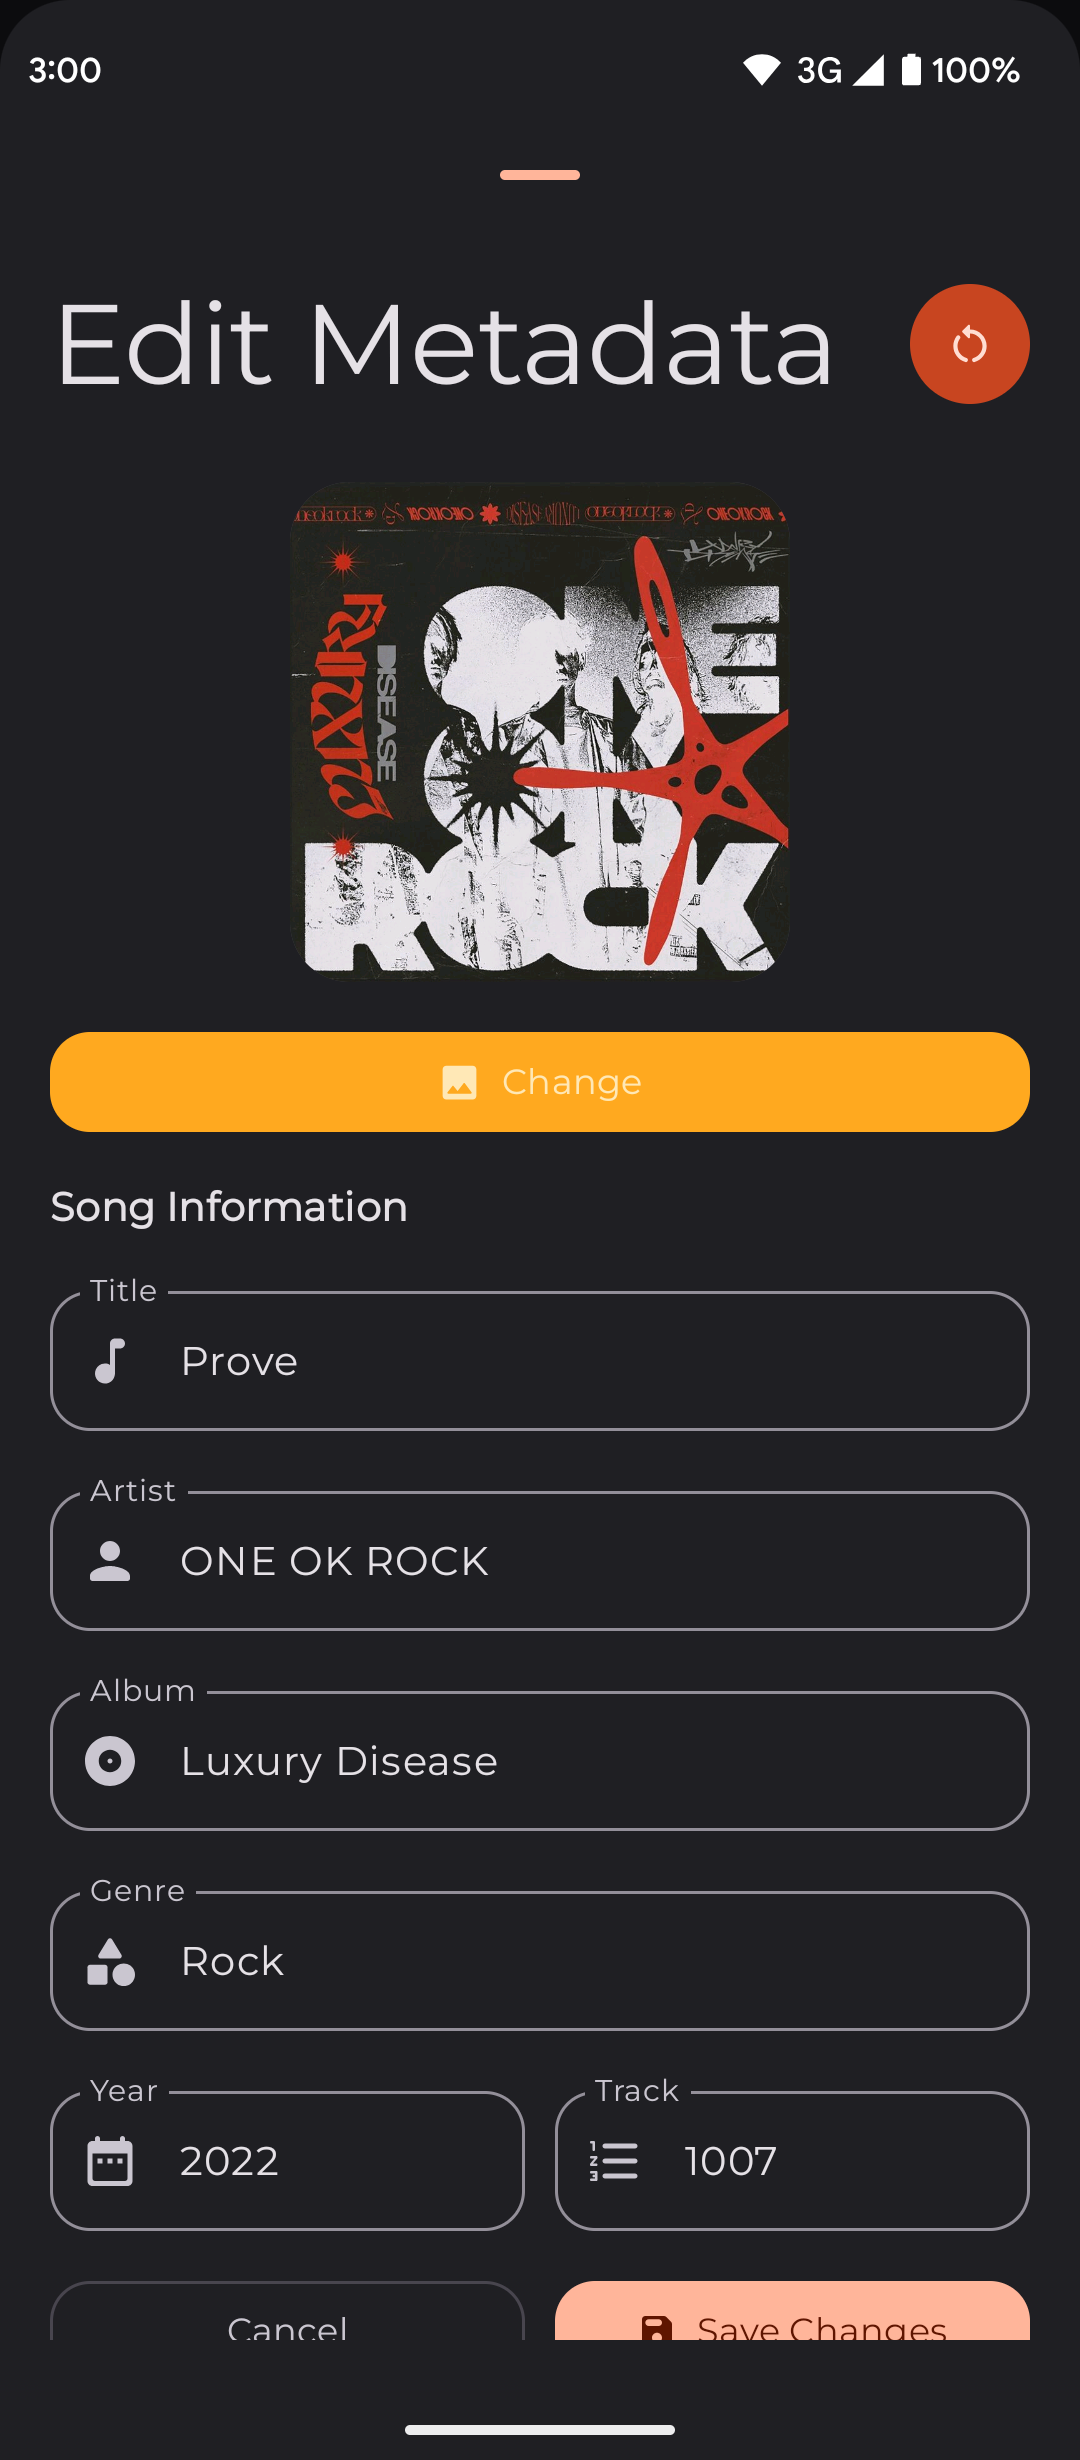 3:00
3G 100%
Edit Metadata
DISEASE
ONE
ROCK
Change
Song Information
Title
Prove
Artist
ONE OK ROCK
Album
Luxury Disease
Genre
Rock
Year
2022
Track
1007
Cancel
Save Changes